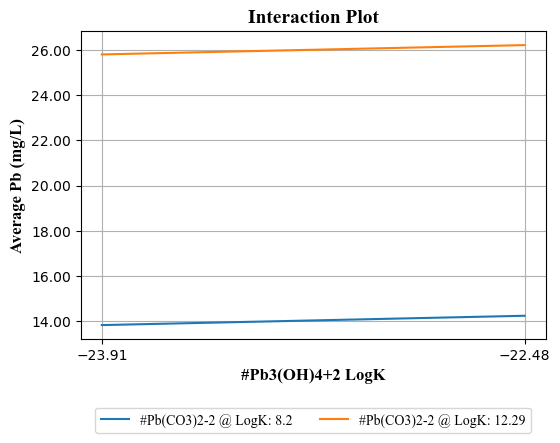 Interaction Plot
26.00
24.00
22.00
20.00
18.00
16.00
14.00
Average Pb (mg/L)
−23.91
−22.48
#Pb3(OH)4+2 LogK
#Pb(CO3)2-2 @ LogK: 8.2
#Pb(CO3)2-2 @ LogK: 12.29